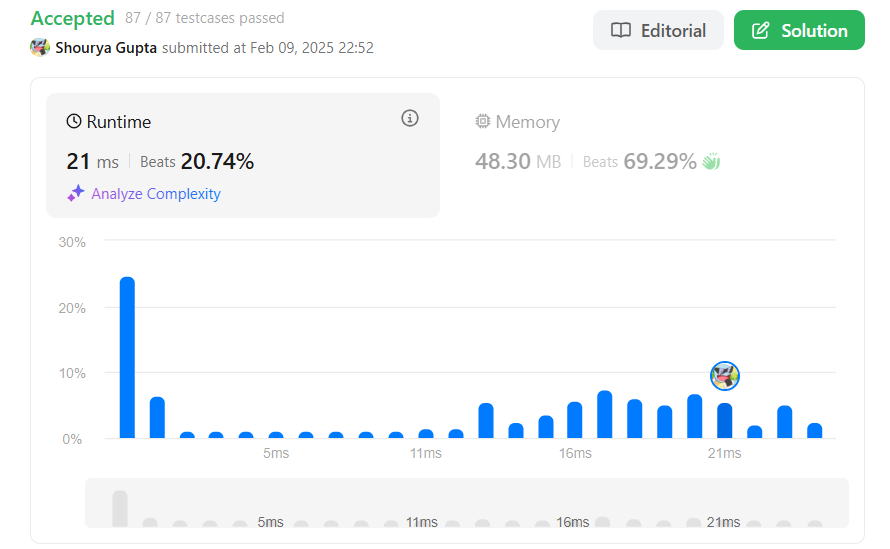 Accepted 87 / 87 testcases passed
Editorial
Solution
Shourya Gupta submitted at Feb 09, 2025 22:52
Runtime
21 ms Beats 20.74%
Analyze Complexity
Memory
48.30 MB Beats 69.29%
30%
20%
10%
0%
5ms 11ms 16ms 21ms
5ms 11ms 16ms 21ms